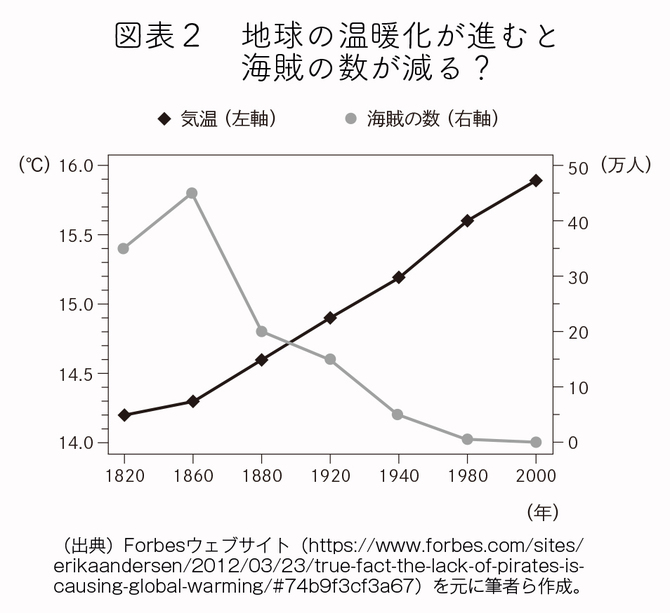 図表2 地球の温暖化が進むと
海賊の数が減る？
気温（左軸） 海賊の数（右軸）
(℃) 16.0 50 (万人)
40
15.5
30
15.0
20
14.5
10
14.0 0
1820 1860 1880 1920 1940 1980 2000
(年)
（出典）Forbesウェブサイト（https://www.forbes.com/sites/
erikaandersen/2012/03/23/true-fact-the-lack-of-pirates-is-
causing-global-warming/#74b9f3cf3a67）を元に筆者ら作成。